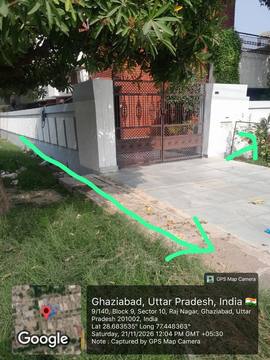 GPS Map Camera
Ghaziabad, Uttar Pradesh, India 🇮🇳
9/140, Block 9, Sector 10, Raj Nagar, Ghaziabad, Uttar
Pradesh 201002, India
Lat 28.683535° Long 77.448363°
Saturday, 21/11/2026 12:04 PM GMT +05:30
Note : Captured by GPS Map Camera
Google